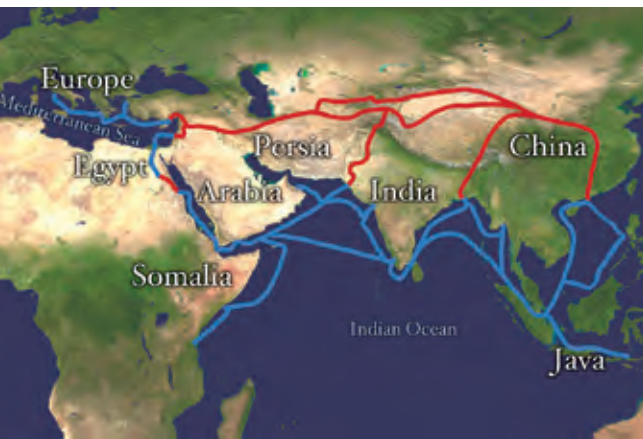 Europe
Mediterranean Sea
Egypt
Persia
China
Arabia
India
Somalia
Indian Ocean
Java